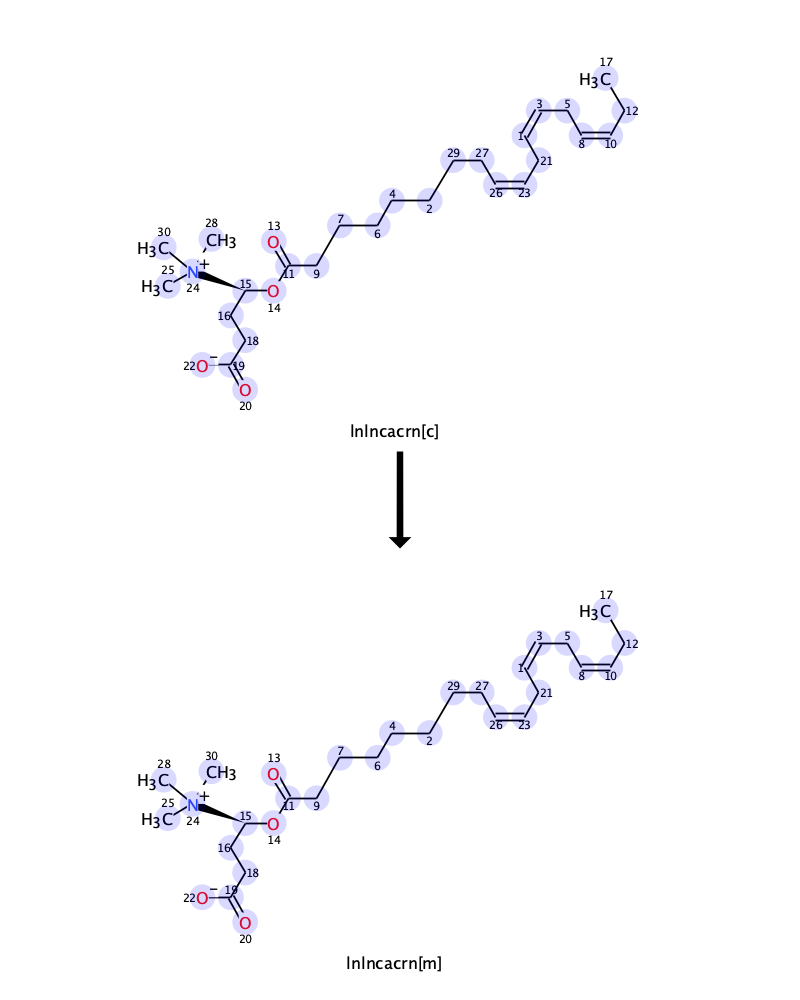 17
H₃C
3 5
12
1 8 10
29 27 21
26 23
4
2
7
6
30 28 13
H₃C CH₃ O
25 N+ 11 9
H₃C 24 15 O
14
16
18
22 O− 19
O
20
lnlncacrn[c]
17
H₃C
3 5
12
1 8 10
29 27 21
26 23
4
2
7
6
28 30 13
H₃C CH₃ O
25 N+ 11 9
H₃C 24 15 O
14
16
18
22 O− 19
O
20
lnlncacrn[m]